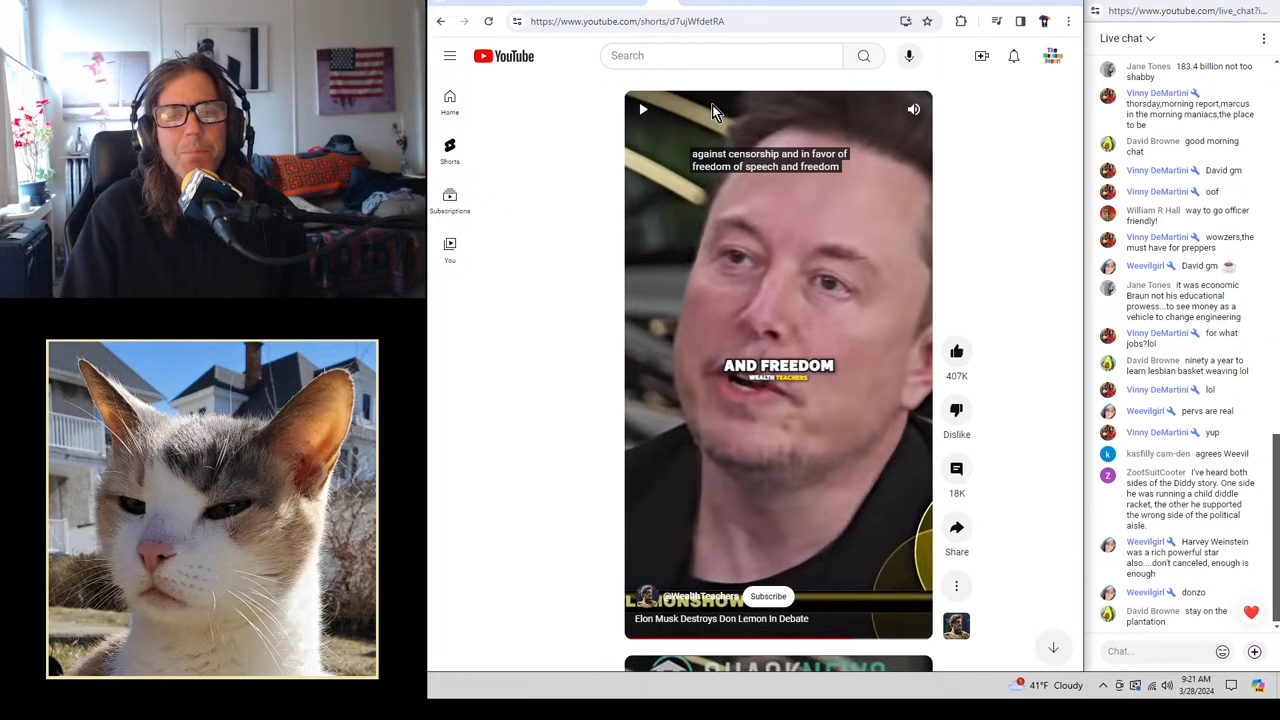 https://www.youtube.com/shorts/d7ujWfdetRA
YouTube
Search
Home
Shorts
Subscriptions
You
against censorship and in favor of
freedom of speech and freedom
AND FREEDOM
WEALTH TEACHERS
407K
Dislike
18K
Share
@WealthTeachers
Subscribe
Elon Musk Destroys Don Lemon In Debate
https://www.youtube.com/live_chat?i...
Live chat
Jane Tones 183.4 billion not too
shabby
Vinny DeMartini
thorsday,morning report,marcus
in the morning maniacs,the place
to be
David Browne good morning
chat
Vinny DeMartini David gm
Vinny DeMartini oof
William R Hall way to go officer
friendly!
Vinny DeMartini wowzers,the
must have for preppers
Weevilgirl David gm
Jane Tones it was economic
Braun not his educational
prowess...to see money as a
vehicle to change engineering
Vinny DeMartini for what
jobs?lol
David Browne ninety a year to
learn lesbian basket weaving lol
Vinny DeMartini lol
Weevilgirl pervs are real
Vinny DeMartini yup
kasfilly cam-den agrees Weevil
ZootSuitCooter I've heard both
sides of the Diddy story. One side
he was running a child diddle
racket, the other he supported
the wrong side of the political
aisle.
Weevilgirl Harvey Weinstein
was a rich powerful star
also....don't canceled, enough is
enough
Weevilgirl donzo
David Browne stay on the
plantation
Chat...
41°F Cloudy
9:21 AM
3/28/2024